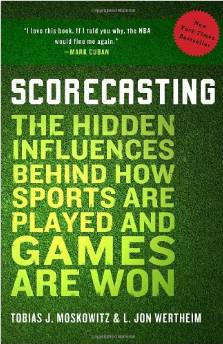 "I love this book. If I told you why, the NBA
would fine me again."
—MARK CUBAN
New York Times
Bestseller
SCORECASTING
THE HIDDEN
INFLUENCES
BEHIND HOW
SPORTS ARE
PLAYED AND
GAMES
ARE WON
TOBIAS J. MOSKOWITZ & L. JON WERTHEIM